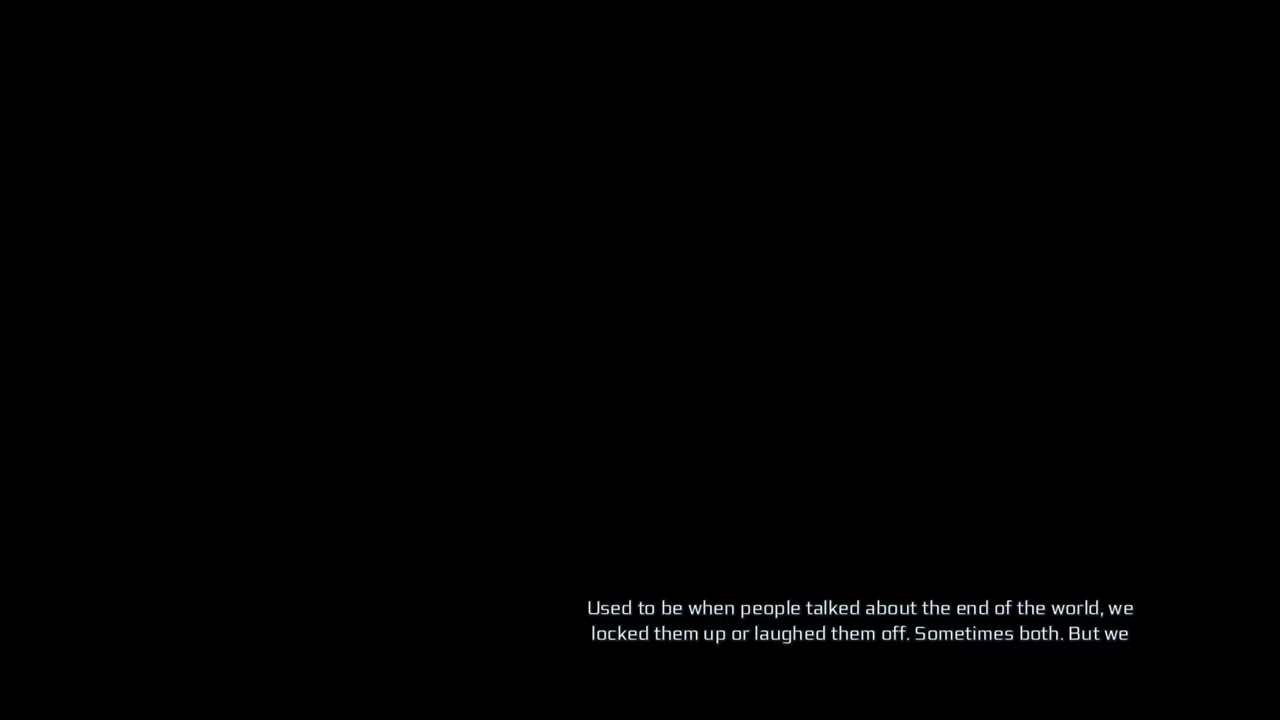 Used to be when people talked about the end of the world, we
locked them up or laughed them off. Sometimes both. But we